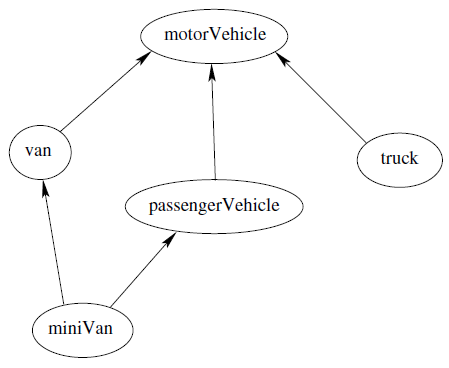 motorVehicle
van
truck
passengerVehicle
miniVan